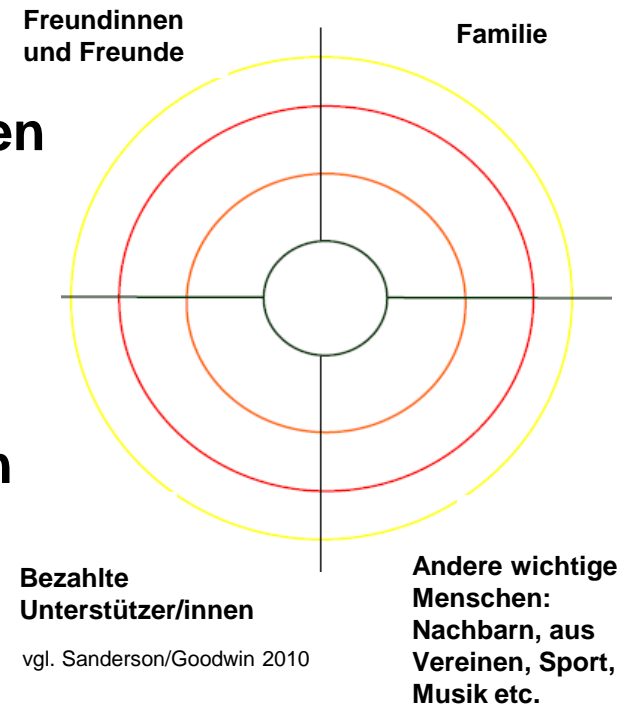 Freundinnen
und Freunde
Familie
en
n
Bezahlte
Unterstützer/innen
vgl. Sanderson/Goodwin 2010
Andere wichtige
Menschen:
Nachbarn, aus
Vereinen, Sport,
Musik etc.